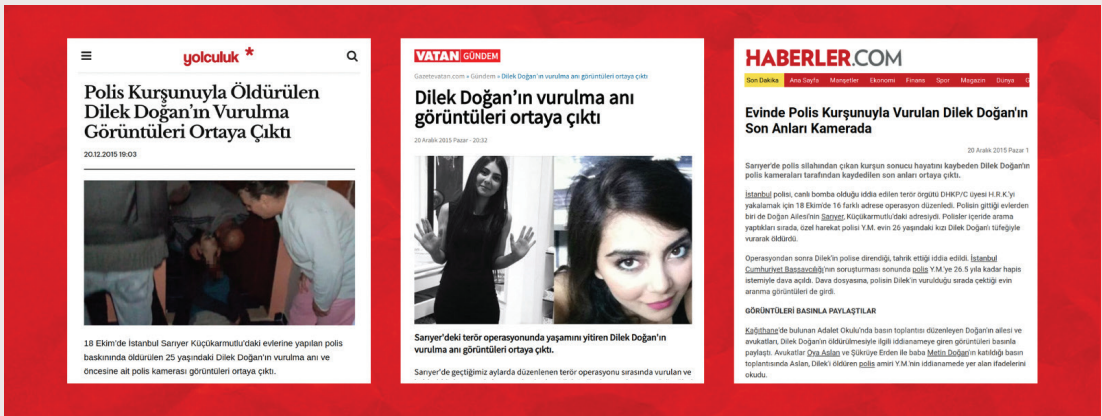 yolculuk *
Polis Kurşunuyla Öldürülen
Dilek Doğan'ın Vurulma
Görüntüleri Ortaya Çıktı
20.12.2015 19:03
18 Ekim'de İstanbul Sarıyer Küçükarmutlu'daki evlerine yapılan polis
baskınında öldürülen 25 yaşındaki Dilek Doğan'ın vurulma anı ve
öncesine ait polis kamerası görüntüleri ortaya çıktı.
VATAN GÜNDEM
Gazetevatan.com » Gündem » Dilek Doğan'ın vurulma anı görüntüleri ortaya çıktı
Dilek Doğan'ın vurulma anı
görüntüleri ortaya çıktı
20 Aralık 2015 Pazar - 20:32
Sarıyer'deki terör operasyonunda yaşamını yitiren Dilek Doğan'ın
vurulma anı görüntüleri ortaya çıktı.
Sarıyer'de geçtiğimiz aylarda düzenlenen terör operasyonu sırasında vurulan ve
HABERLER.COM
Son Dakika Ana Sayfa Manşetler Ekonomi Finans Spor Magazin Dünya G
Evinde Polis Kurşunuyla Vurulan Dilek Doğan'ın
Son Anları Kamerada
20 Aralık 2015 Pazar 1
Sarıyer'de polis silahından çıkan kurşun sonucu hayatını kaybeden Dilek Doğan'ın
polis kameraları tarafından kaydedilen son anları ortaya çıktı.
İstanbul polisi, canlı bomba olduğu iddia edilen terör örgütü DHKP/C üyesi H.R.K.'yı
yakalamak için 18 Ekim'de 16 farklı adrese operasyon düzenledi. Polisin gittiği evlerden
biri de Doğan Ailesi'nin Sarıyer, Küçükarmutlu'daki adresiydi. Polisler içeride arama
yaptıkları sırada, özel harekat polisi Y.M. evin 26 yaşındaki kızı Dilek Doğan'ı tüfeğiyle
vurarak öldürdü.
Operasyondan sonra Dilek'in polise direndiği, tahrik ettiği iddia edildi. İstanbul
Cumhuriyet Başsavcılığı'nın soruşturması sonunda polis Y.M.'ye 26.5 yıla kadar hapis
istemiyle dava açıldı. Dava dosyasına, polisin Dilek'in vurulduğu sırada çektiği evin
aranma görüntüleri de girdi.
GÖRÜNTÜLERİ BASINLA PAYLAŞTILAR
Kağıthane'de bulunan Adalet Okulu'nda basın toplantısı düzenleyen Doğan'ın ailesi ve
avukatları, Dilek Doğan'ın öldürülmesiyle ilgili iddianameye giren görüntüleri basınla
paylaştı. Avukatlar Oya Aslan ve Şükrüye Erden ile baba Metin Doğan'ın katıldığı basın
toplantısında Aslan, Dilek'i öldüren polis amiri Y.M.'nin iddianamede yer alan ifadelerini
okudu.